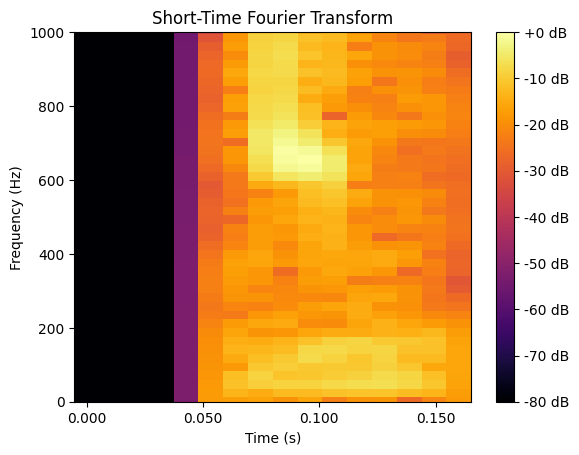 Short-Time Fourier Transform
1000
800
600
400
200
0
Frequency (Hz)
0.000
0.050
0.100
0.150
Time (s)
+0 dB
-10 dB
-20 dB
-30 dB
-40 dB
-50 dB
-60 dB
-70 dB
-80 dB